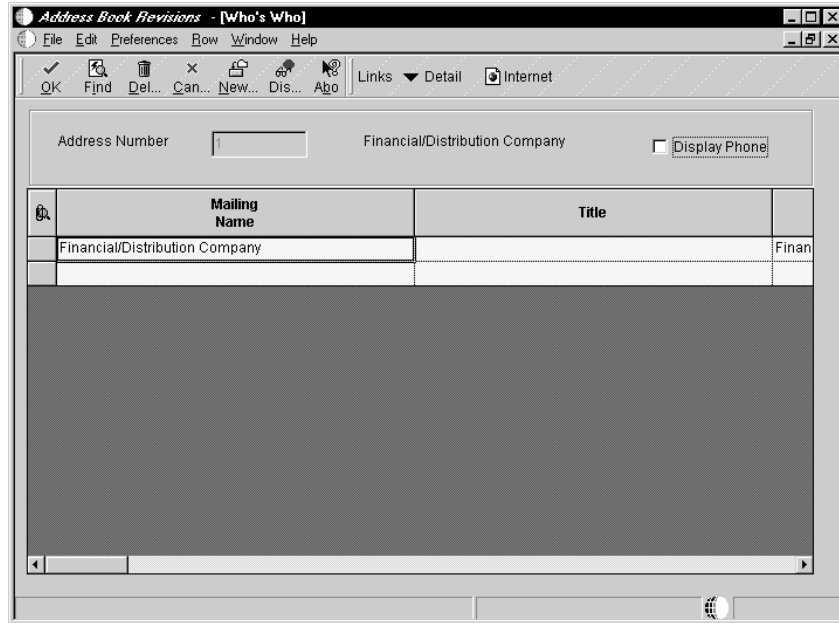 Address Book Revisions - [Who's Who]
File Edit Preferences Row Window Help
OK Find Del... Can... New... Dis... Abo Links Detail Internet
Address Number 1 Financial/Distribution Company Display Phone
Mailing
Name Title
Financial/Distribution Company Finan